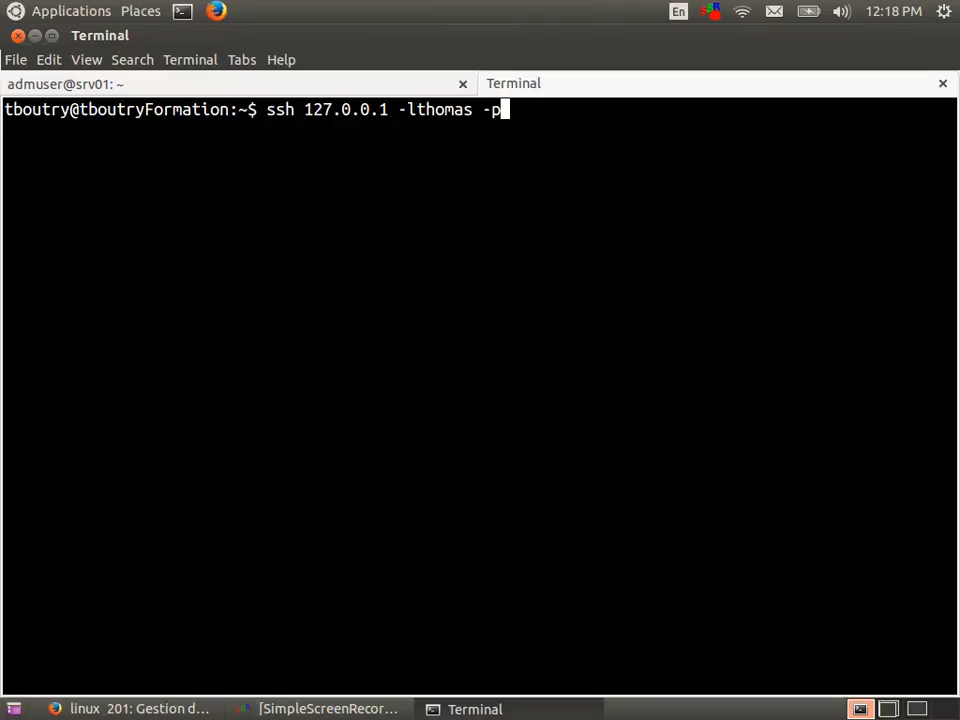 Applications Places En 12:18 PM
Terminal
File Edit View Search Terminal Tabs Help
admuser@srv01: ~ Terminal
tboutry@tboutryFormation:~$ ssh 127.0.0.1 -lthomas -p
linux_201: Gestion d... [SimpleScreenRecor... Terminal